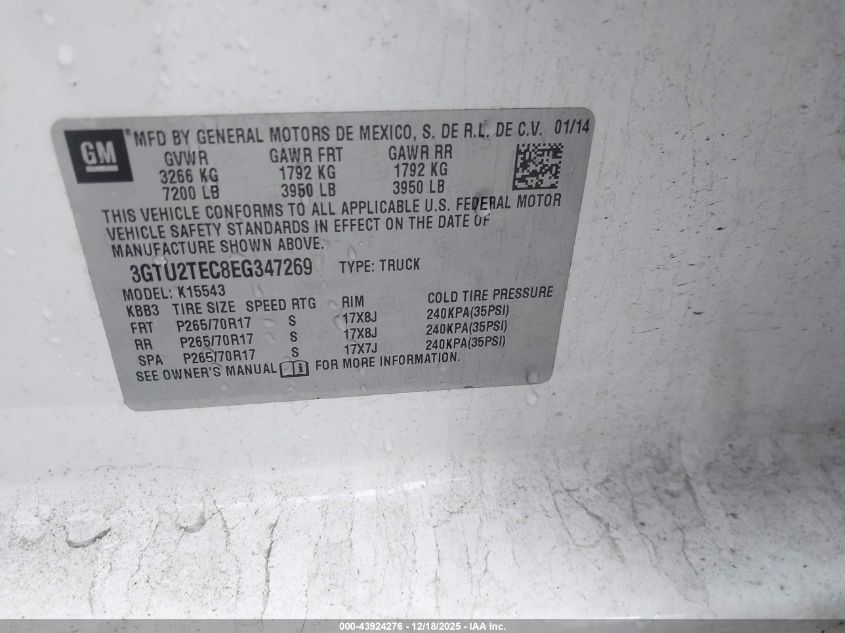 GM ® MFD BY GENERAL MOTORS DE MEXICO, S. DE R.L. DE C.V. 01/14
GVWR GAWR FRT GAWR RR
3266 KG 1792 KG 1792 KG
7200 LB 3950 LB 3950 LB
THIS VEHICLE CONFORMS TO ALL APPLICABLE U.S. FEDERAL MOTOR
VEHICLE SAFETY STANDARDS IN EFFECT ON THE DATE OF
MANUFACTURE SHOWN ABOVE.
3GTU2TEC8EG347269 TYPE: TRUCK
MODEL: K15543
KBB3 TIRE SIZE SPEED RTG RIM COLD TIRE PRESSURE
FRT P265/70R17 S 17X8J 240KPA(35PSI)
RR P265/70R17 S 17X8J 240KPA(35PSI)
SPA P265/70R17 S 17X7J 240KPA(35PSI)
SEE OWNER'S MANUAL FOR MORE INFORMATION.
000-43924276 - 12/18/2025 - IAA Inc.